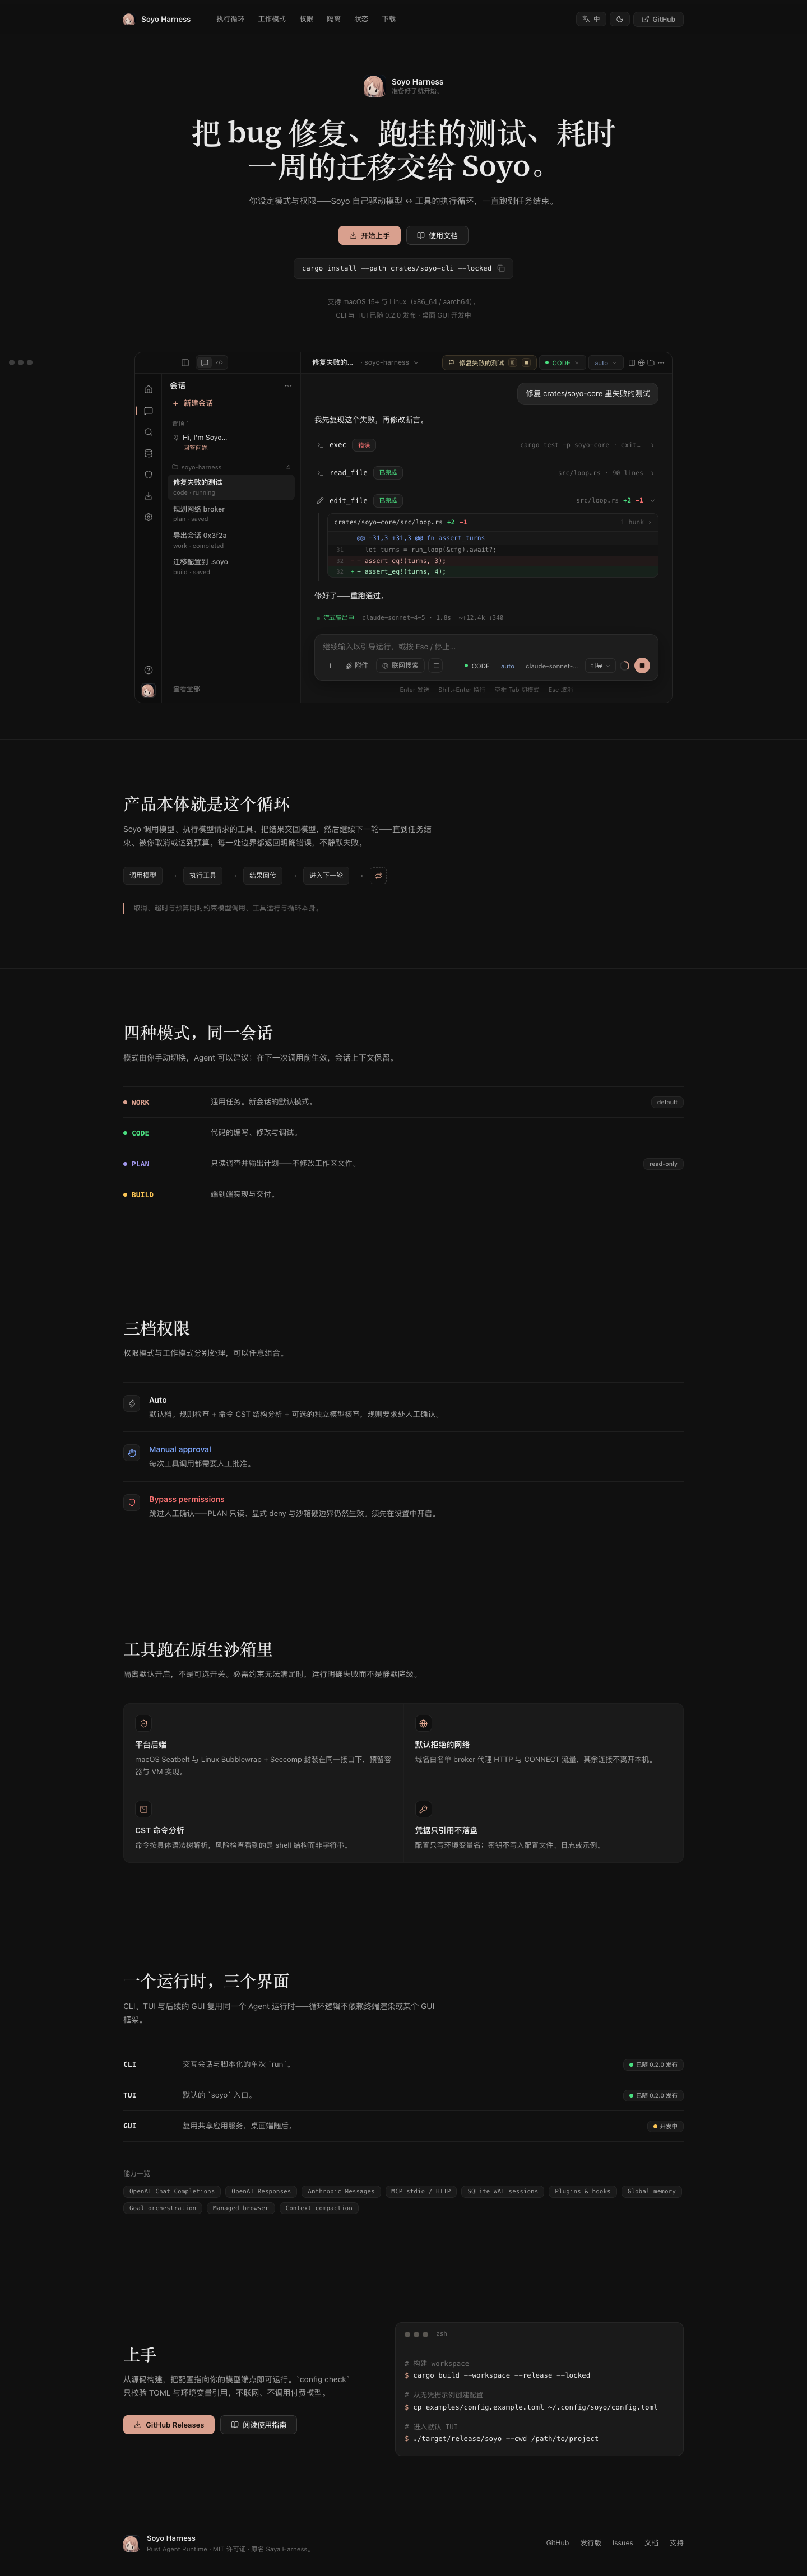 Soyo Harness
执行循环
工作模式
权限
隔离
状态
下载
中
GitHub
Soyo Harness
准备好了就开始。
把 bug 修复、跑挂的测试、耗时
一周的迁移交给 Soyo。
你设定模式与权限——Soyo 自己驱动模型 ↔ 工具的执行循环，一直跑到任务结束。
开始上手
使用文档
cargo install --path crates/soyo-cli --locked
支持 macOS 15+ 与 Linux（x86_64 / aarch64）。
CLI 与 TUI 已随 0.2.0 发布 · 桌面 GUI 开发中
修复失败的… · soyo-harness
修复失败的测试
CODE
auto
会话
新建会话
置顶 1
Hi, I'm Soyo…
回答问题
soyo-harness 4
修复失败的测试
code · running
规划网络 broker
plan · saved
导出会话 0x3f2a
work · completed
迁移配置到 .soyo
build · saved
查看全部
修复 crates/soyo-core 里失败的测试
我先复现这个失败，再修改断言。
exec 错误 cargo test -p soyo-core · exit…
read_file 已完成 src/loop.rs · 90 lines
edit_file 已完成 src/loop.rs +2 −1
crates/soyo-core/src/loop.rs +2 −1 1 hunk ›
@@ -31,3 +31,3 @@ fn assert_turns
31 let turns = run_loop(&cfg).await?;
32 − - assert_eq!(turns, 3);
32 + + assert_eq!(turns, 4);
修好了——重跑通过。
流式输出中 claude-sonnet-4-5 · 1.8s ~↑12.4k ↓340
继续输入以引导运行，或按 Esc / 停止…
附件
联网搜索
CODE
auto
claude-sonnet-…
引导
Enter 发送 Shift+Enter 换行 空框 Tab 切模式 Esc 取消
产品本体就是这个循环
Soyo 调用模型、执行模型请求的工具、把结果交回模型，然后继续下一轮——直到任务结
束、被你取消或达到预算。每一处边界都返回明确错误，不静默失败。
调用模型 → 执行工具 → 结果回传 → 进入下一轮 →
取消、超时与预算同时约束模型调用、工具运行与循环本身。
四种模式，同一会话
模式由你手动切换，Agent 可以建议；在下一次调用前生效，会话上下文保留。
WORK 通用任务。新会话的默认模式。 default
CODE 代码的编写、修改与调试。
PLAN 只读调查并输出计划——不修改工作区文件。 read-only
BUILD 端到端实现与交付。
三档权限
权限模式与工作模式分别处理，可以任意组合。
Auto
默认档。规则检查 + 命令 CST 结构分析 + 可选的独立模型核查，规则要求处人工确认。
Manual approval
每次工具调用都需要人工批准。
Bypass permissions
跳过人工确认——PLAN 只读、显式 deny 与沙箱硬边界仍然生效。须先在设置中开启。
工具跑在原生沙箱里
隔离默认开启，不是可选开关。必需约束无法满足时，运行明确失败而不是静默降级。
平台后端
macOS Seatbelt 与 Linux Bubblewrap + Seccomp 封装在同一接口下，预留容
器与 VM 实现。
默认拒绝的网络
域名白名单 broker 代理 HTTP 与 CONNECT 流量，其余连接不离开本机。
CST 命令分析
命令按具体语法树解析，风险检查看到的是 shell 结构而非字符串。
凭据只引用不落盘
配置只写环境变量名；密钥不写入配置文件、日志或示例。
一个运行时，三个界面
CLI、TUI 与后续的 GUI 复用同一个 Agent 运行时——循环逻辑不依赖终端渲染或某个 GUI
框架。
CLI 交互会话与脚本化的单次 `run`。 已随 0.2.0 发布
TUI 默认的 `soyo` 入口。 已随 0.2.0 发布
GUI 复用共享应用服务，桌面端随后。 开发中
能力一览
OpenAI Chat Completions
OpenAI Responses
Anthropic Messages
MCP stdio / HTTP
SQLite WAL sessions
Plugins & hooks
Global memory
Goal orchestration
Managed browser
Context compaction
上手
从源码构建，把配置指向你的模型端点即可运行。`config check`
只校验 TOML 与环境变量引用，不联网、不调用付费模型。
GitHub Releases
阅读使用指南
zsh
# 构建 workspace
$ cargo build --workspace --release --locked
# 从无凭据示例创建配置
$ cp examples/config.example.toml ~/.config/soyo/config.toml
# 进入默认 TUI
$ ./target/release/soyo --cwd /path/to/project
Soyo Harness
Rust Agent Runtime · MIT 许可证 · 原名 Saya Harness。
GitHub
发行版
Issues
文档
支持